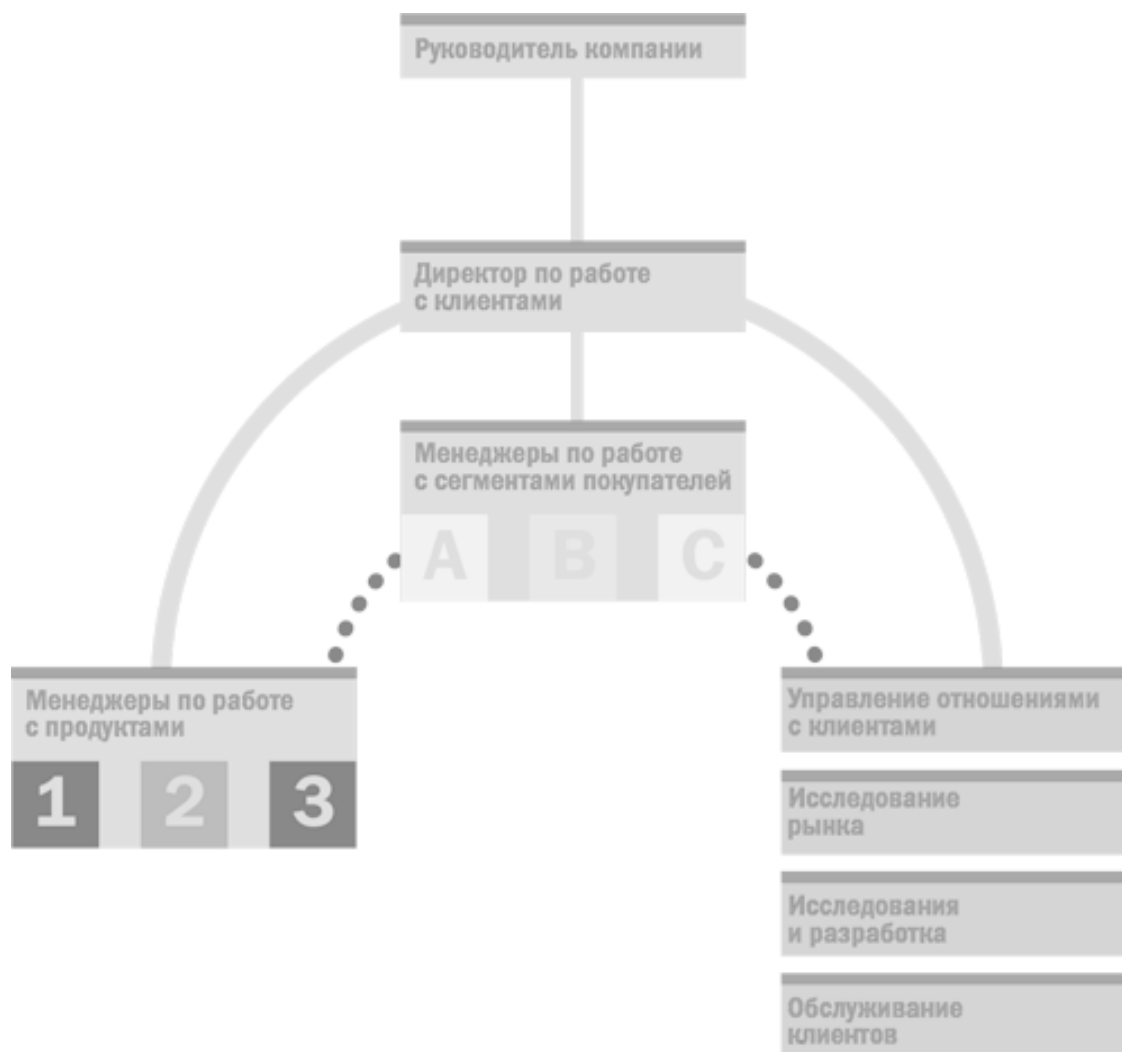 Руководитель компании
Директор по работе
с клиентами
Менеджеры по работе
с сегментами покупателей
A B C
Менеджеры по работе
с продуктами
1 2 3
Управление отношениями
с клиентами
Исследование
рынка
Исследования
и разработка
Обслуживание
клиентов